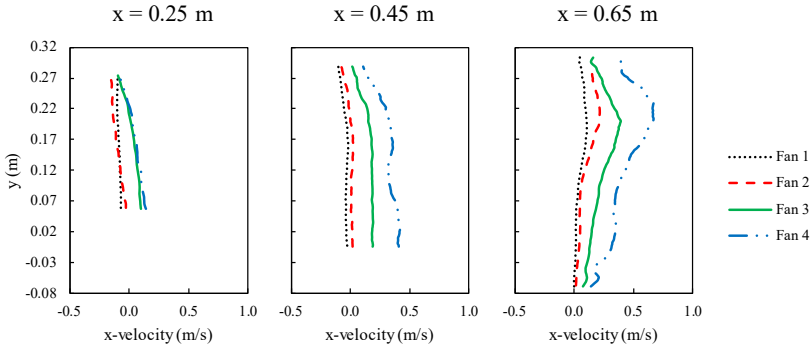 x = 0.25 m x = 0.45 m x = 0.65 m
0.32
0.27
0.22
0.17
0.12
0.07
0.02
-0.03
-0.08
y (m)
-0.5 0.0 0.5 1.0 -0.5 0.0 0.5 1.0 -0.5 0.0 0.5 1.0
x-velocity (m/s) x-velocity (m/s) x-velocity (m/s)
Fan 1
Fan 2
Fan 3
Fan 4